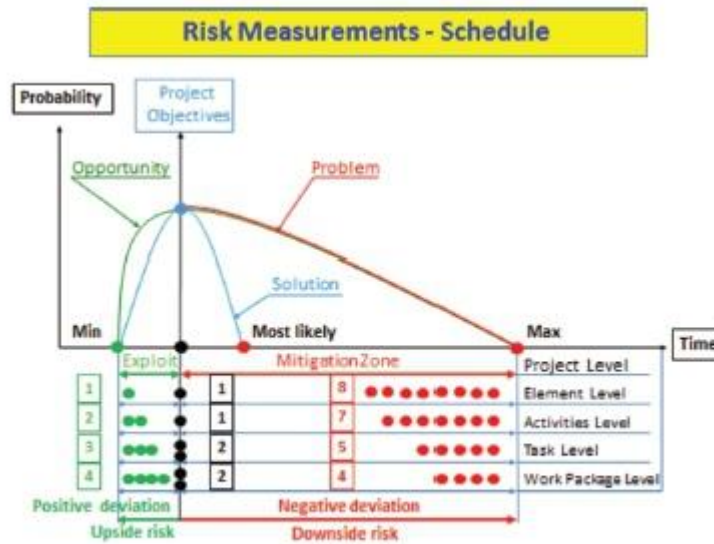 Risk Measurements - Schedule
Probability
Project
Objectives
Opportunity
Problem
Solution
Min
Most likely
Max
Time
Exploit
MitigationZone
Project Level
1
1
8
Element Level
2
1
7
Activities Level
3
2
5
Task Level
4
2
4
Work Package Level
Positive deviation
Negative deviation
Upside risk
Downside risk